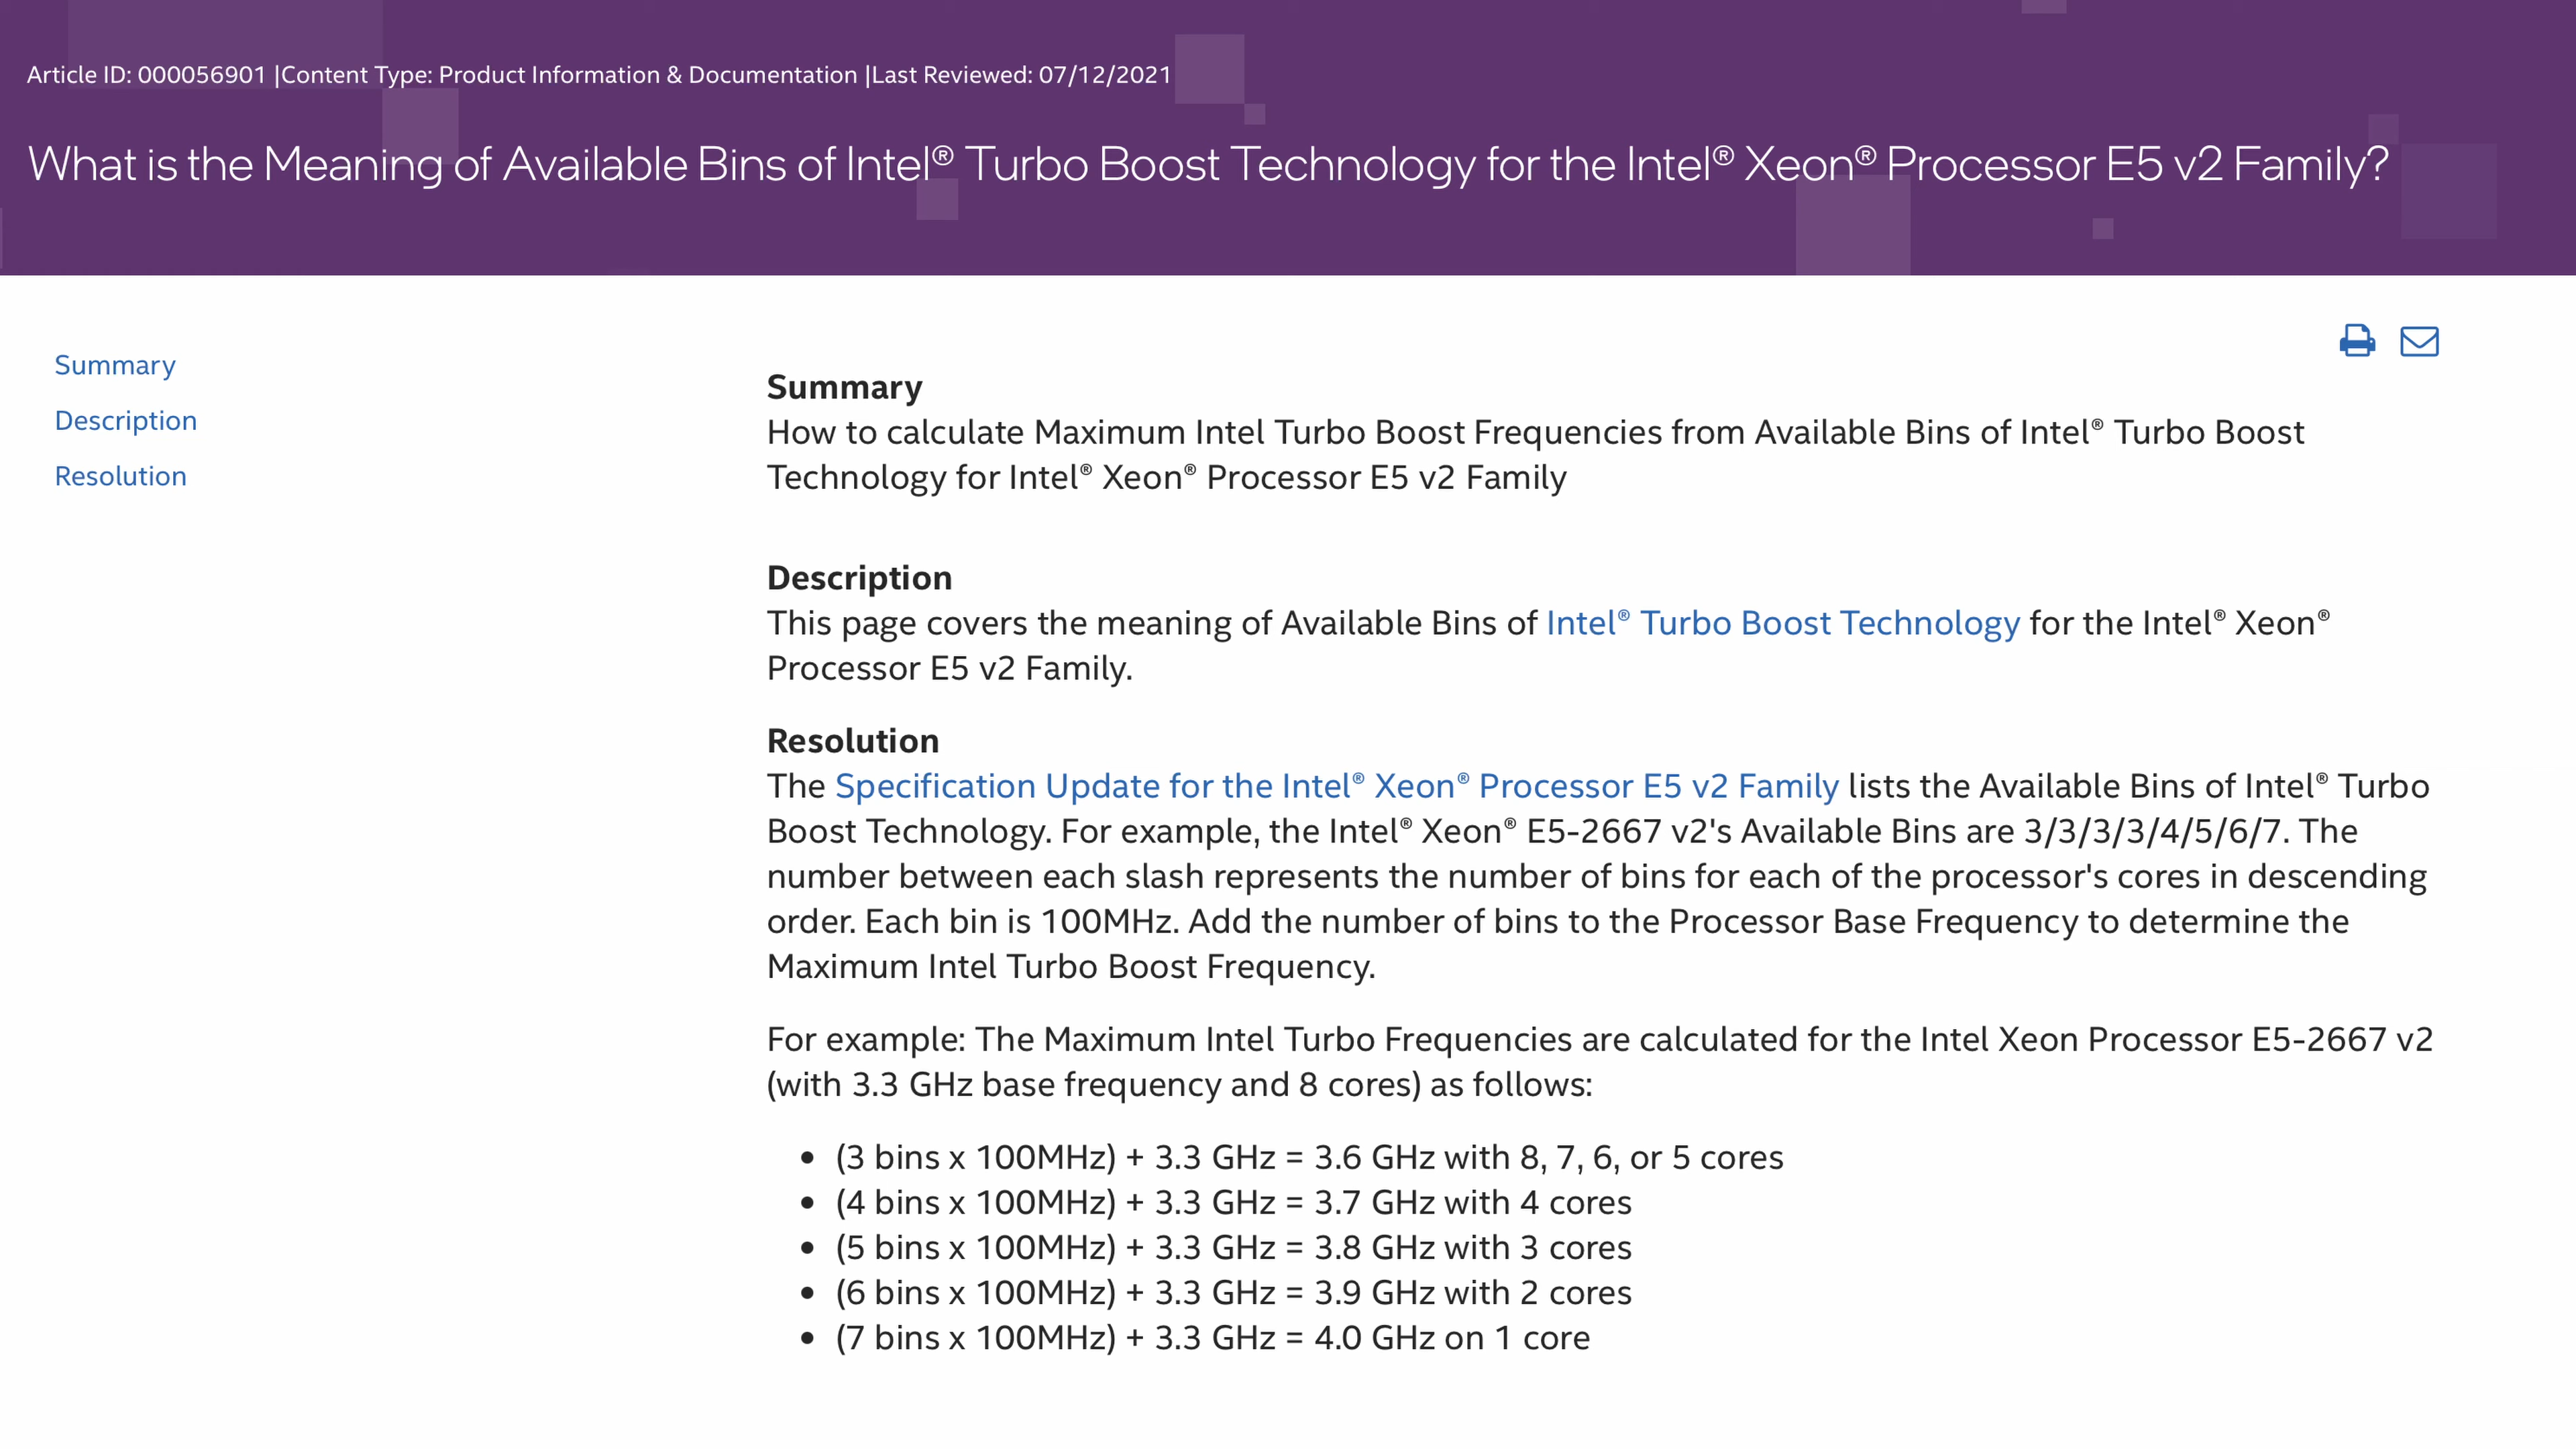 Article ID: 000056901 |Content Type: Product Information & Documentation |Last Reviewed: 07/12/2021
What is the Meaning of Available Bins of Intel® Turbo Boost Technology for the Intel® Xeon® Processor E5 v2 Family?
Summary
Description
Resolution
Summary
How to calculate Maximum Intel Turbo Boost Frequencies from Available Bins of Intel® Turbo Boost
Technology for Intel® Xeon® Processor E5 v2 Family
Description
This page covers the meaning of Available Bins of Intel® Turbo Boost Technology for the Intel® Xeon®
Processor E5 v2 Family.
Resolution
The Specification Update for the Intel® Xeon® Processor E5 v2 Family lists the Available Bins of Intel® Turbo
Boost Technology. For example, the Intel® Xeon® E5-2667 v2's Available Bins are 3/3/3/3/4/5/6/7. The
number between each slash represents the number of bins for each of the processor's cores in descending
order. Each bin is 100MHz. Add the number of bins to the Processor Base Frequency to determine the
Maximum Intel Turbo Boost Frequency.
For example: The Maximum Intel Turbo Frequencies are calculated for the Intel Xeon Processor E5-2667 v2
(with 3.3 GHz base frequency and 8 cores) as follows:
• (3 bins x 100MHz) + 3.3 GHz = 3.6 GHz with 8, 7, 6, or 5 cores
• (4 bins x 100MHz) + 3.3 GHz = 3.7 GHz with 4 cores
• (5 bins x 100MHz) + 3.3 GHz = 3.8 GHz with 3 cores
• (6 bins x 100MHz) + 3.3 GHz = 3.9 GHz with 2 cores
• (7 bins x 100MHz) + 3.3 GHz = 4.0 GHz on 1 core